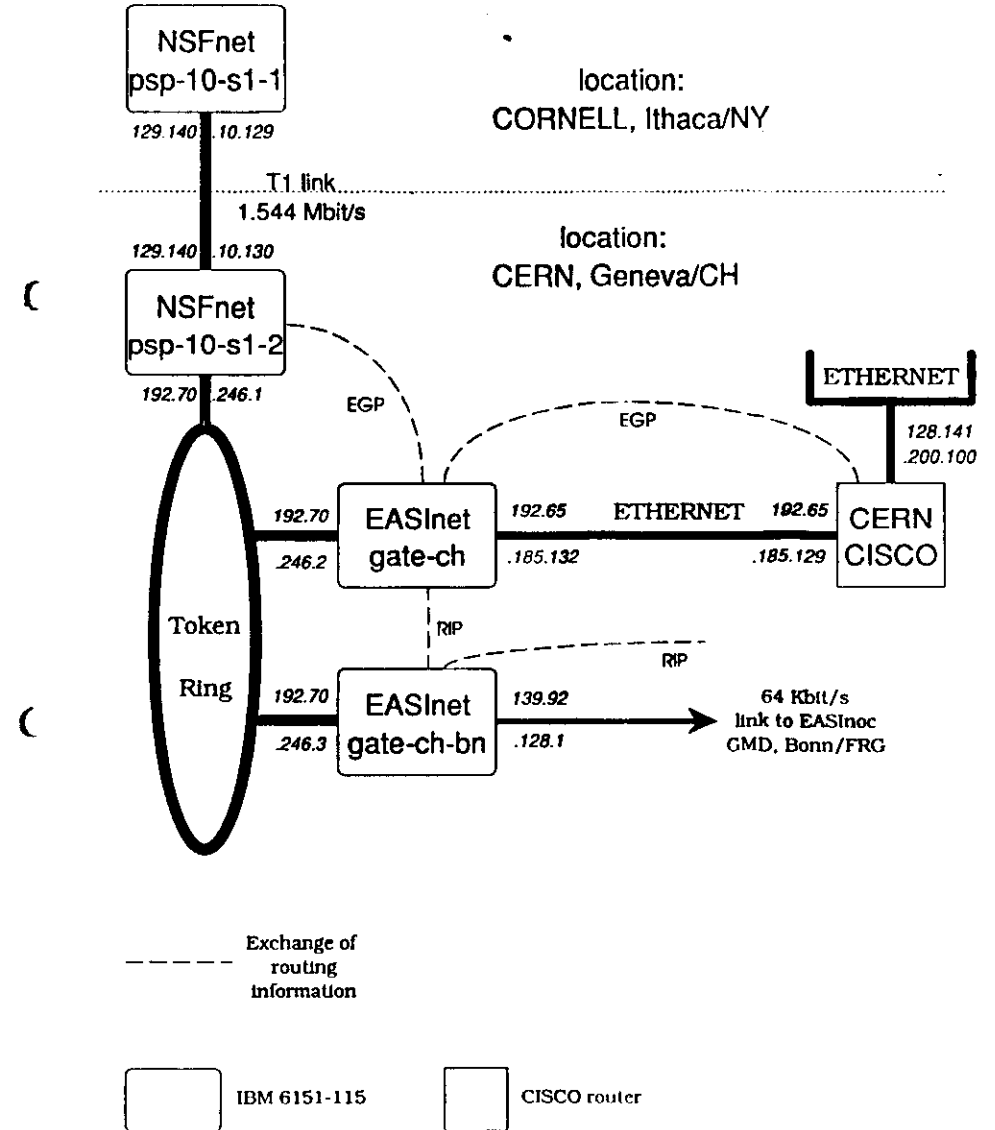 NSFnet
psp-10-s1-1
location:
CORNELL, Ithaca/NY
129.140 .10.129
T1 link
1.544 Mbit/s
129.140 .10.130
location:
CERN, Geneva/CH
NSFnet
psp-10-s1-2
192.70 .246.1
EGP
EGP
ETHERNET
128.141
.200.100
192.70
.246.2
EASInet
gate-ch
192.65
.185.132
ETHERNET
192.65
.185.129
CERN
CISCO
Token
Ring
RIP
RIP
192.70
.246.3
EASInet
gate-ch-bn
139.92
.128.1
64 Kbit/s
link to EASInoc
GMD, Bonn/FRG
Exchange of
routing
information
IBM 6151-115
CISCO router